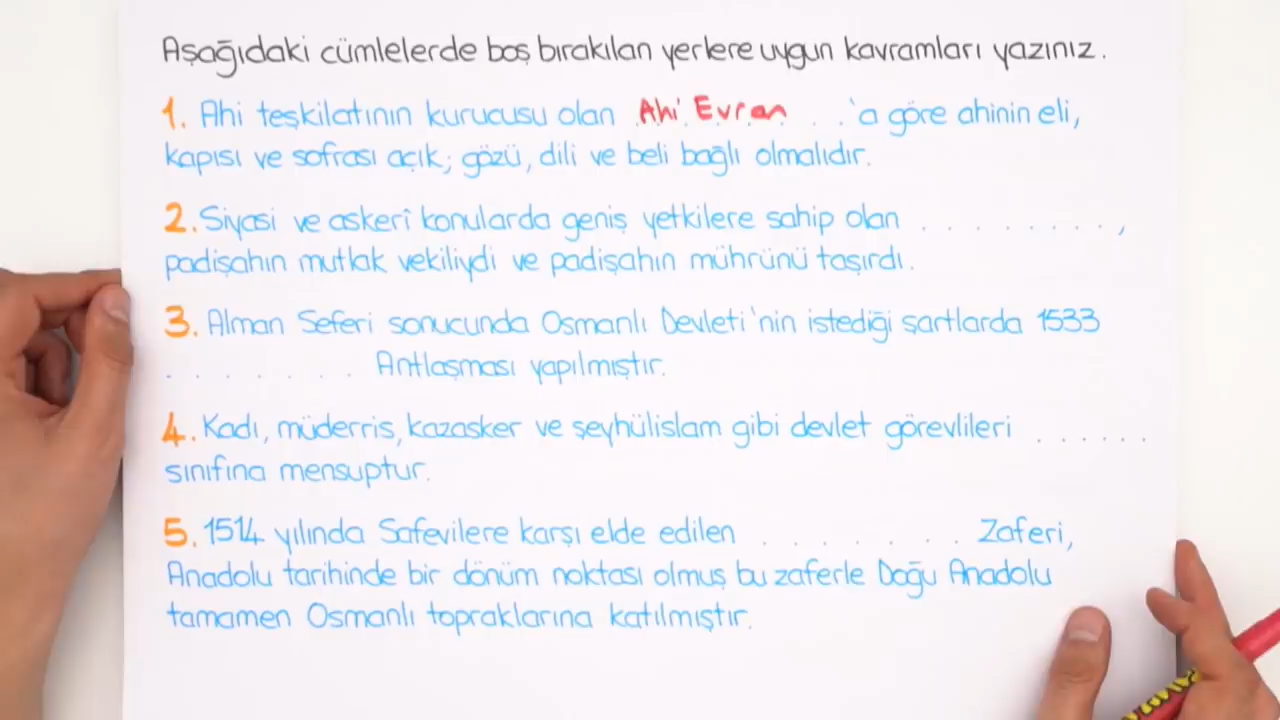 Aşağıdaki cümlelerde boş bırakılan yerlere uygun kavramları yazınız.
1. Ahi teşkilatının kurucusu olan Ahi Evran . .'a göre ahinin eli,
kapısı ve sofrası açık; gözü, dili ve beli bağlı olmalıdır.
2. Siyasi ve askerî konularda geniş yetkilere sahip olan . . . . . . . . ,
padişahın mutlak vekiliydi ve padişahın mührünü taşırdı.
3. Alman Seferi sonucunda Osmanlı Devleti'nin istediği şartlarda 1533
. . . . . . . Antlaşması yapılmıştır.
4. Kadı, müderris, kazasker ve şeyhülislam gibi devlet görevlileri . . . . . .
sınıfına mensuptur.
5. 1514 yılında Safevilere karşı elde edilen . . . . . . . Zaferi,
Anadolu tarihinde bir dönüm noktası olmuş bu zaferle Doğu Anadolu
tamamen Osmanlı topraklarına katılmıştır.